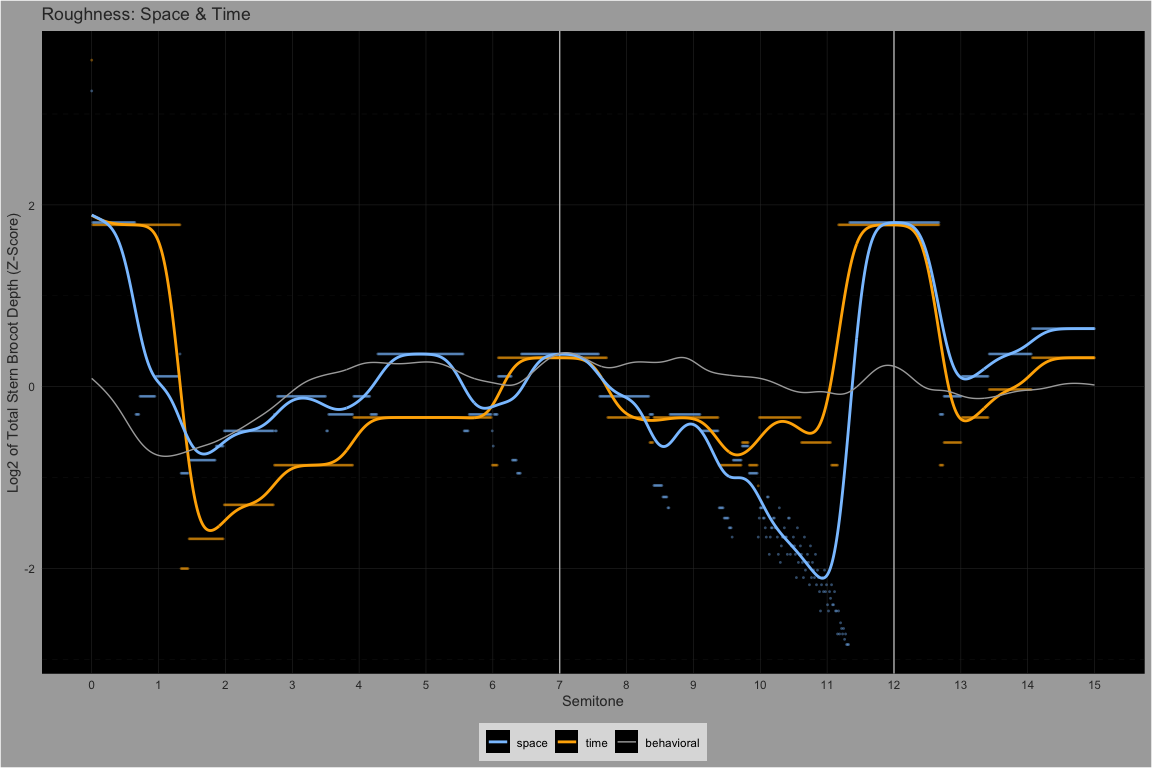 Roughness: Space & Time
Log2 of Total Stern Brocot Depth (Z-Score)
2
0
-2
0 1 2 3 4 5 6 7 8 9 10 11 12 13 14 15
Semitone
space time behavioral